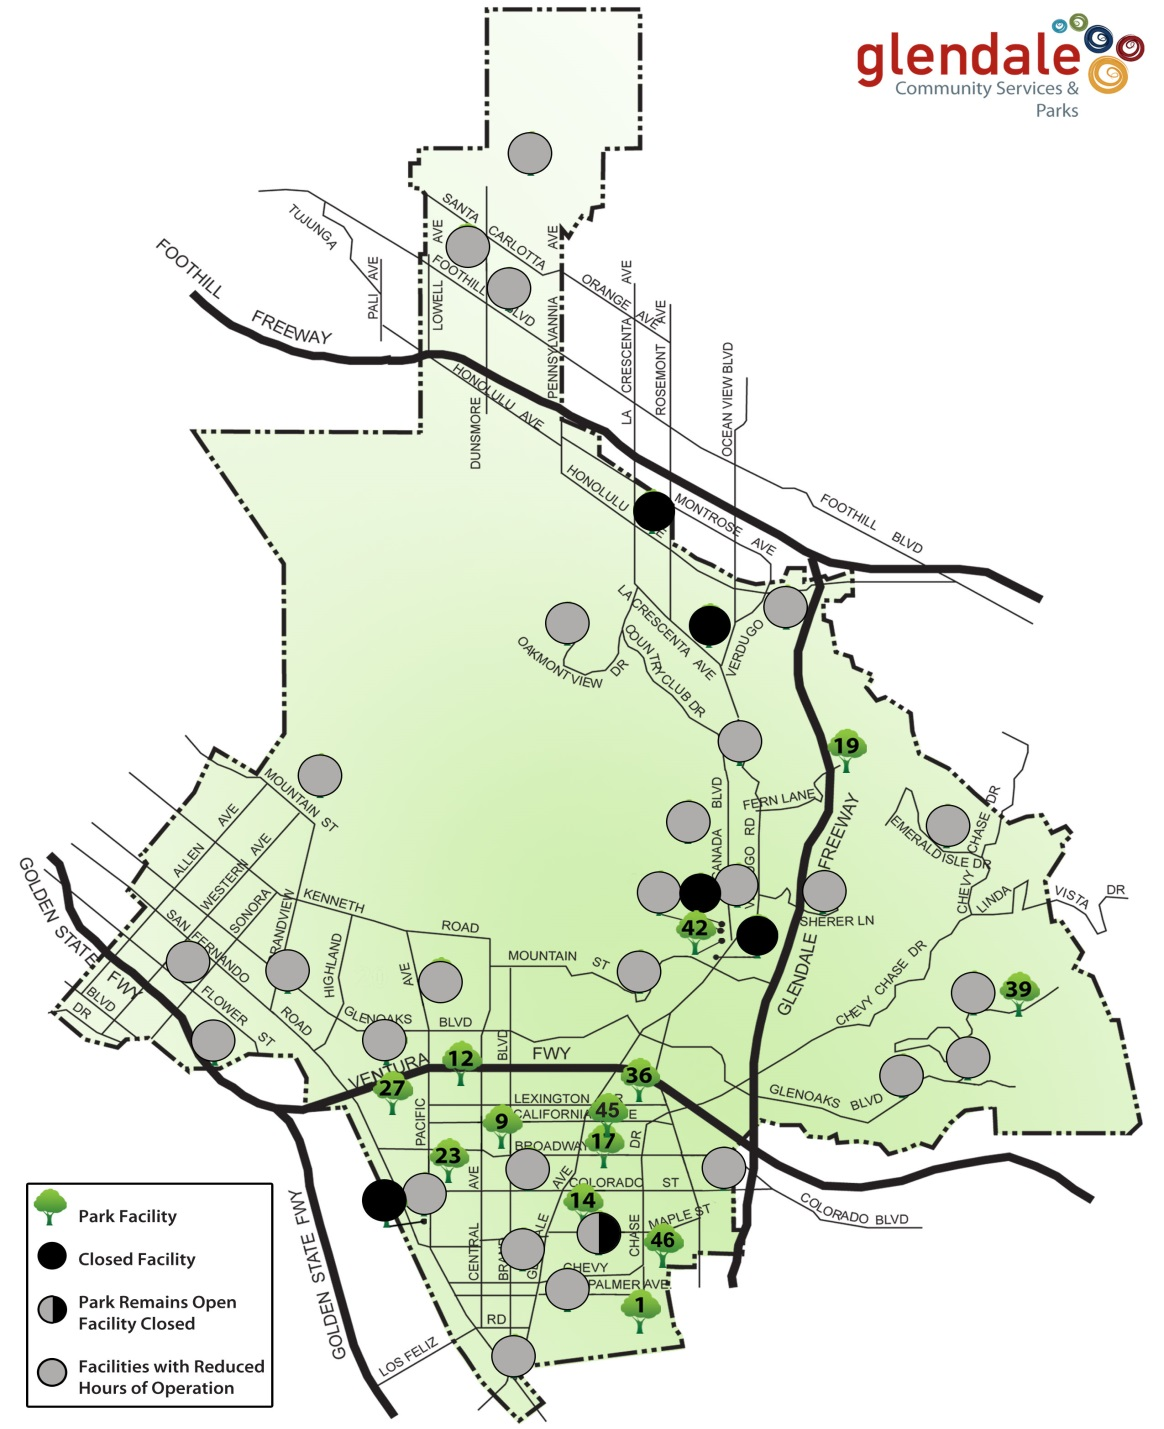 glendale
Community Services &
Parks
SANTA CARLOTTA AVE
TUJUNGA
FOOTHILL FREEWAY
PALI AVE
LOWELL AVE
FOOTHILL
DUNSMORE
PENNSYLVANNIA AVE
ORANGE AVE
LA CRESCENTA AVE
ROSEMONT AVE
OCEAN VIEW BLVD
HONOLULU AVE
HONOLULU
MONTROSE AVE
FOOTHILL BLVD
LA CRESCENTA AVE
COUNTRY CLUB DR
OAKMONTVIEW DR
VERDUGO
19
FERN LANE
GLENDALE FREEWAY
EMERALD ISLE DR
CHEVY CHASE DR
LINDA VISTA DR
SHERER LN
BLVD
RD
42
39
MOUNTAIN ST
ALLEN AVE
WESTERN AVE
SONORA
KENNETH ROAD
HIGHLAND
AVE
SAN FERNANDO ROAD
FLOWER ST
GOLDEN STATE FWY
BLVD
DR
MOUNTAIN ST
GLENOAKS BLVD
BLVD
CHEVY CHASE DR
GLENOAKS BLVD
VENTURA FWY
12
27
36
LEXINGTON
CALIFORNIA
45
9
PACIFIC
BROADWAY
17
DR
23
AVE
AVE
COLORADO ST
COLORADO BLVD
14
MAPLE ST
46
CENTRAL
CHASE
CHEVY
PALMER AVE.
1
RD
LOS FELIZ
GOLDEN STATE FWY
Park Facility
Closed Facility
Park Remains Open
Facility Closed
Facilities with Reduced
Hours of Operation